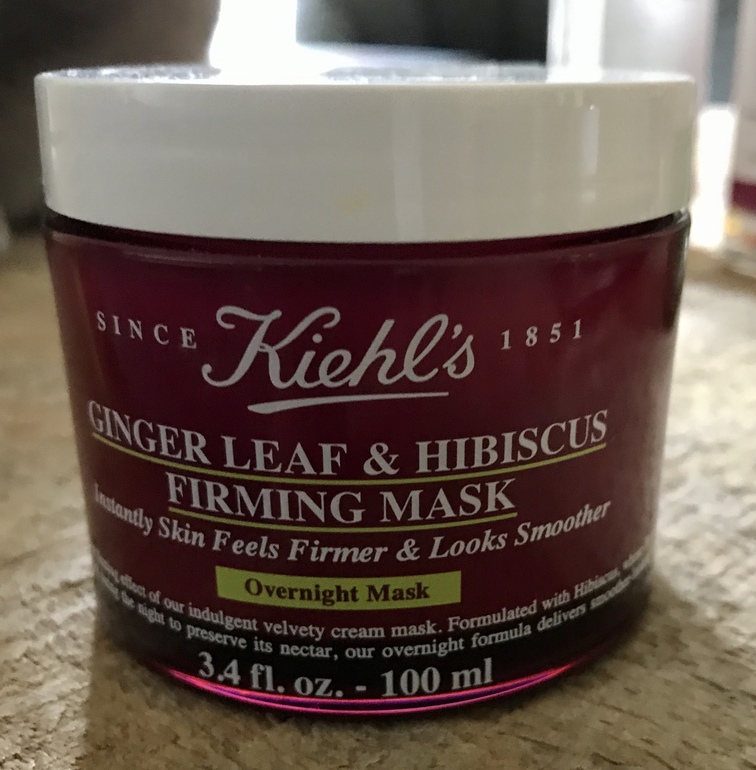 SINCE Kiehl's 1851
GINGER LEAF & HIBISCUS
FIRMING MASK
Instantly Skin Feels Firmer & Looks Smoother
Overnight Mask
effect of our indulgent velvety cream mask. Formulated with Hibiscus,
the night to preserve its nectar, our overnight formula delivers
3.4 fl. oz. - 100 ml